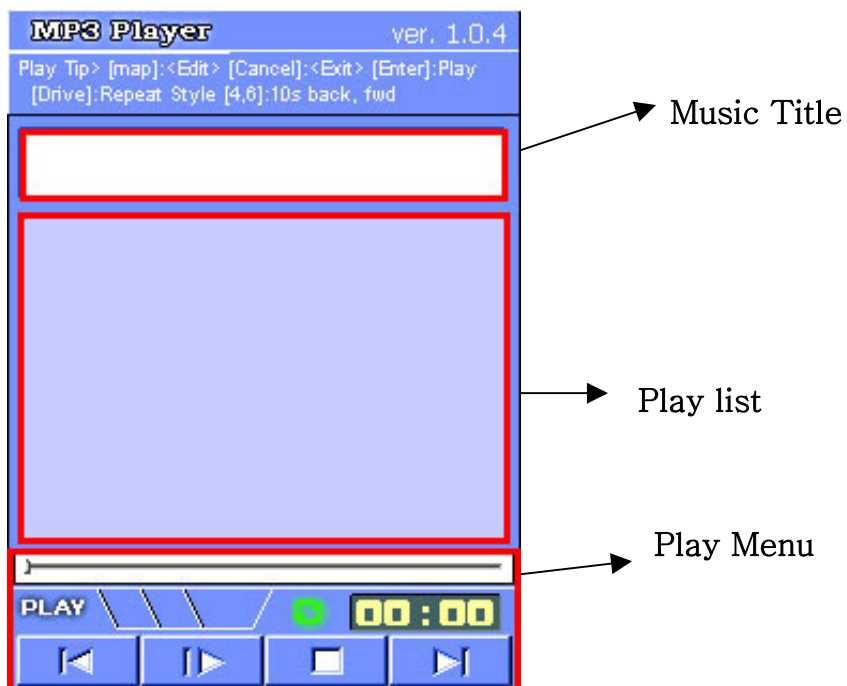 MP3 Player ver. 1.0.4
Play Tip> [map]:<Edit> [Cancel]:<Exit> [Enter]:Play
[Drive]:Repeat Style [4,6]:10s back, fwd
Music Title
Play list
Play Menu
PLAY 00:00